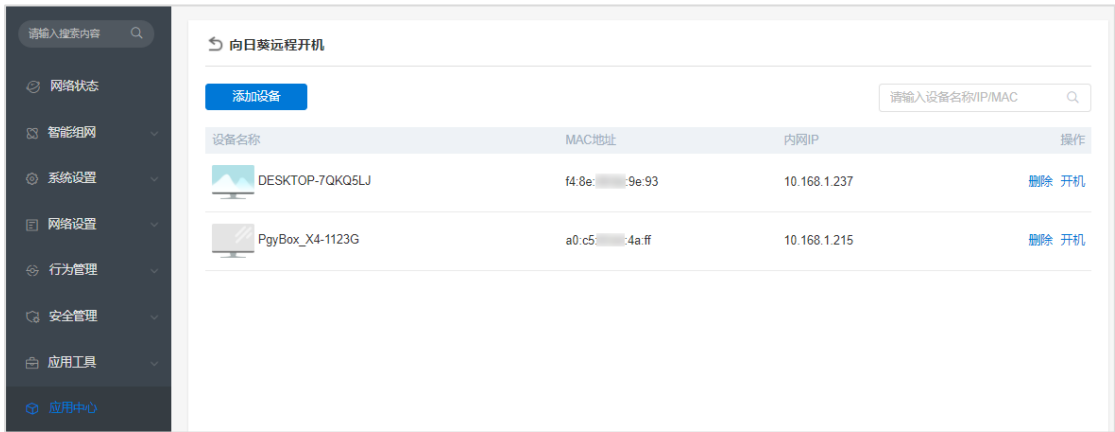 请输入搜索内容
网络状态
智能组网
系统设置
网络设置
行为管理
安全管理
应用工具
应用中心
向日葵远程开机
添加设备
请输入设备名称/IP/MAC
设备名称 MAC地址 内网IP 操作
DESKTOP-7QKQ5LJ f4:8e: :9e:93 10.168.1.237 删除 开机
PgyBox_X4-1123G a0:c5: :4a:ff 10.168.1.215 删除 开机